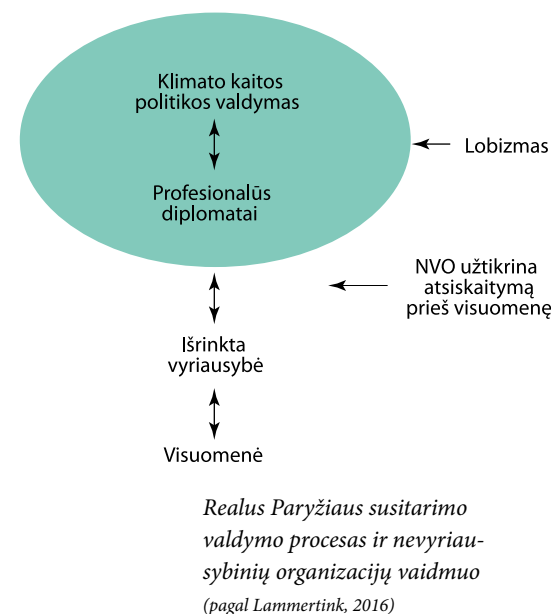 Klimato kaitos
politikos valdymas
Lobizmas
Profesionalūs
diplomatai
NVO užtikrina
atsiskaitymą
prieš visuomenę
Išrinkta
vyriausybė
Visuomenė
Realus Paryžiaus susitarimo
valdymo procesas ir nevyriau-
sybinių organizacijų vaidmuo
(pagal Lammertink, 2016)